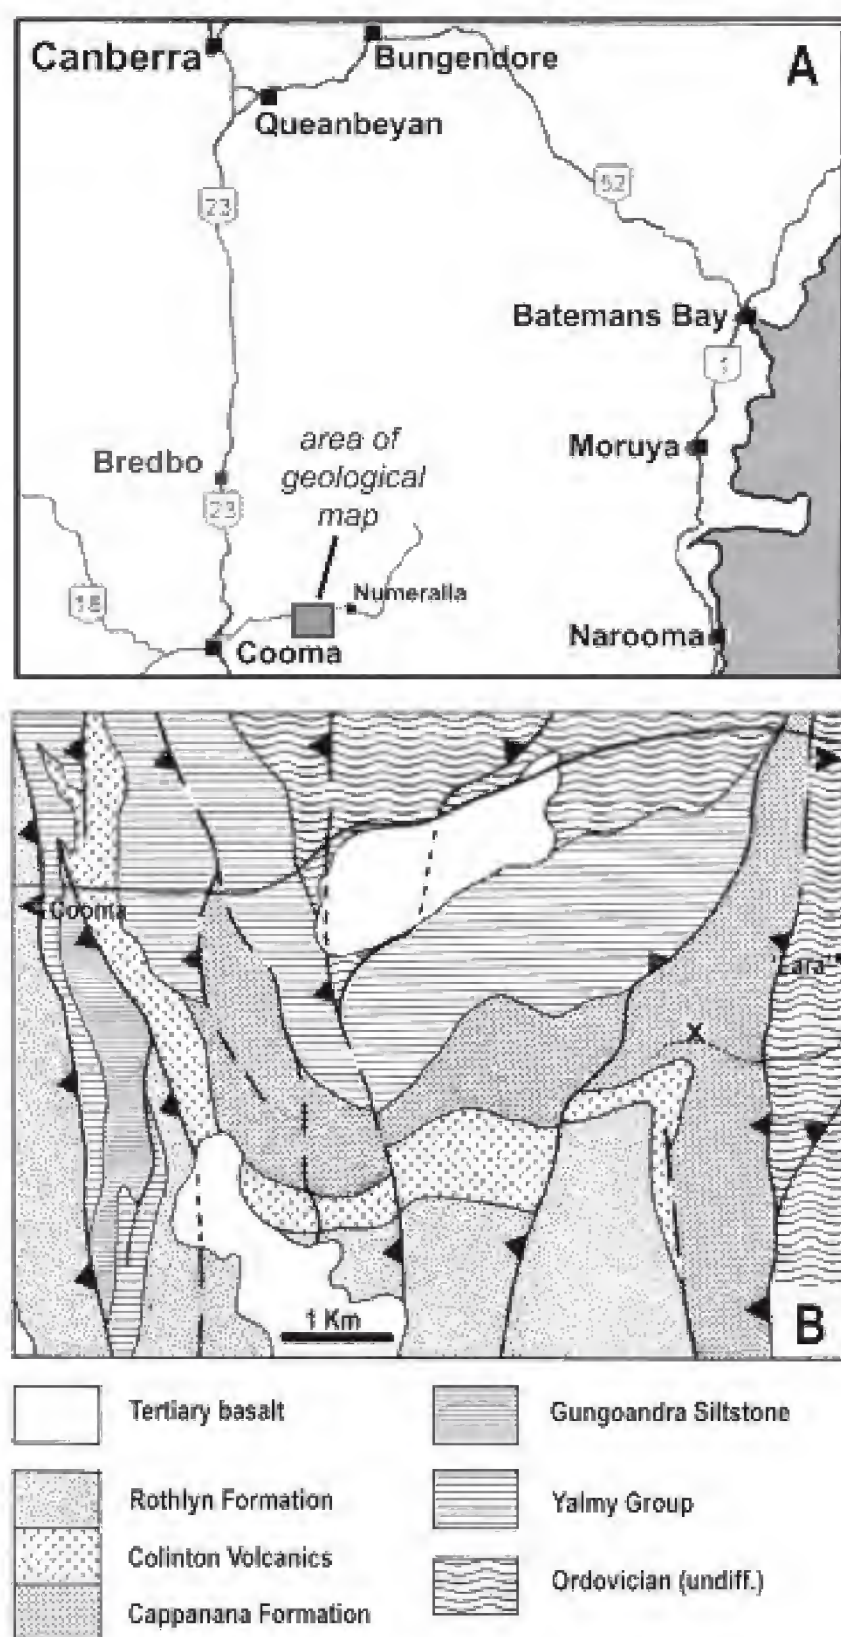 Canberra
Bungendore
A
Queanbeyan
52
23
Batemans Bay
1
Moruya
area of
geological
map
Bredbo
23
Numeralla
18
Cooma
Narooma
Cooma
X
B
1 Km
Tertiary basalt
Gungoandra Siltstone
Rothlyn Formation
Yalmy Group
Colinton Volcanics
Ordovician (undiff.)
Cappanana Formation